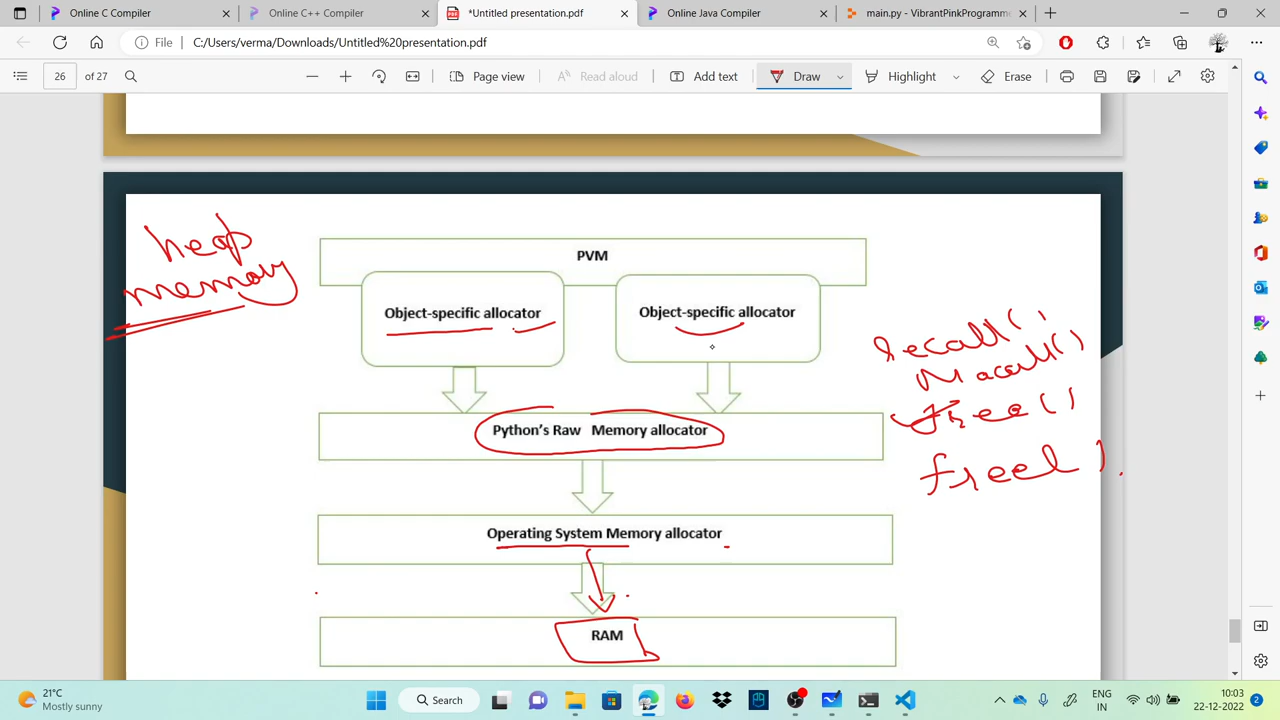 Online C Compiler
Online C++ Compiler
*Untitled presentation.pdf
Online Java Compiler
main.py - VibrantPinkProgramme
File
C:/Users/verma/Downloads/Untitled%20presentation.pdf
26 of 27
Page view
Read aloud
Add text
Draw
Highlight
Erase
heap
memory
PVM
Object-specific allocator
Object-specific allocator
Python's Raw Memory allocator
Operating System Memory allocator
RAM
free()
free()
21°C
Mostly sunny
Search
ENG
IN
10:03
22-12-2022
2